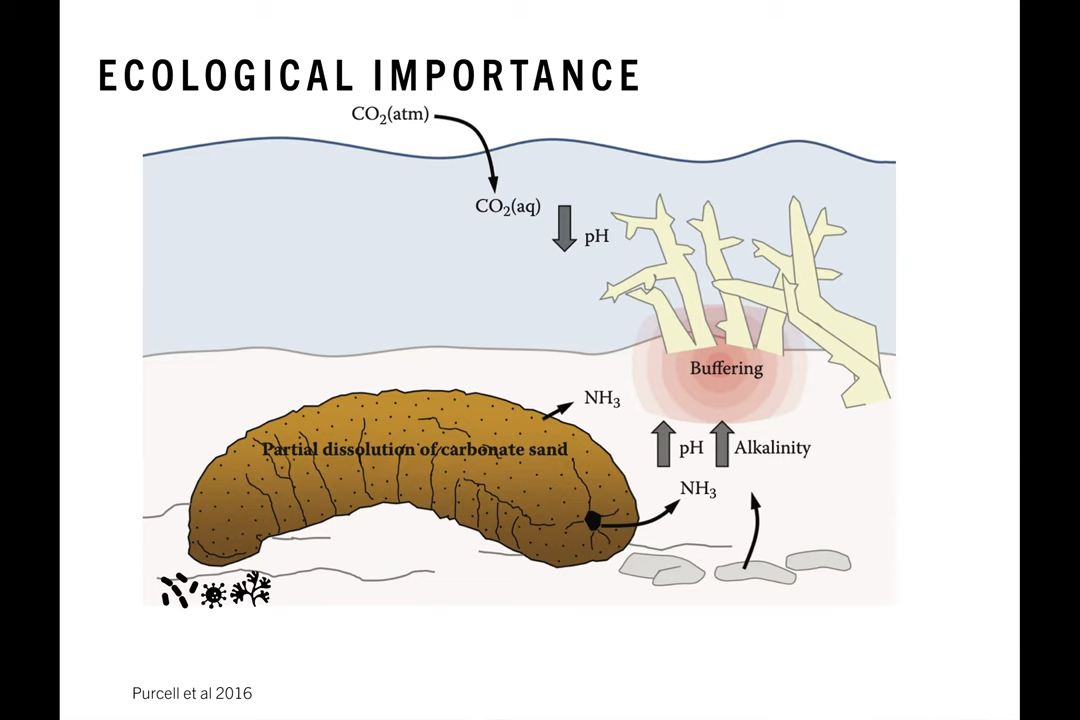 ECOLOGICAL IMPORTANCE
CO₂(atm)
CO₂(aq)
pH
Buffering
NH₃
Partial dissolution of carbonate sand
pH
Alkalinity
NH₃
Purcell et al 2016